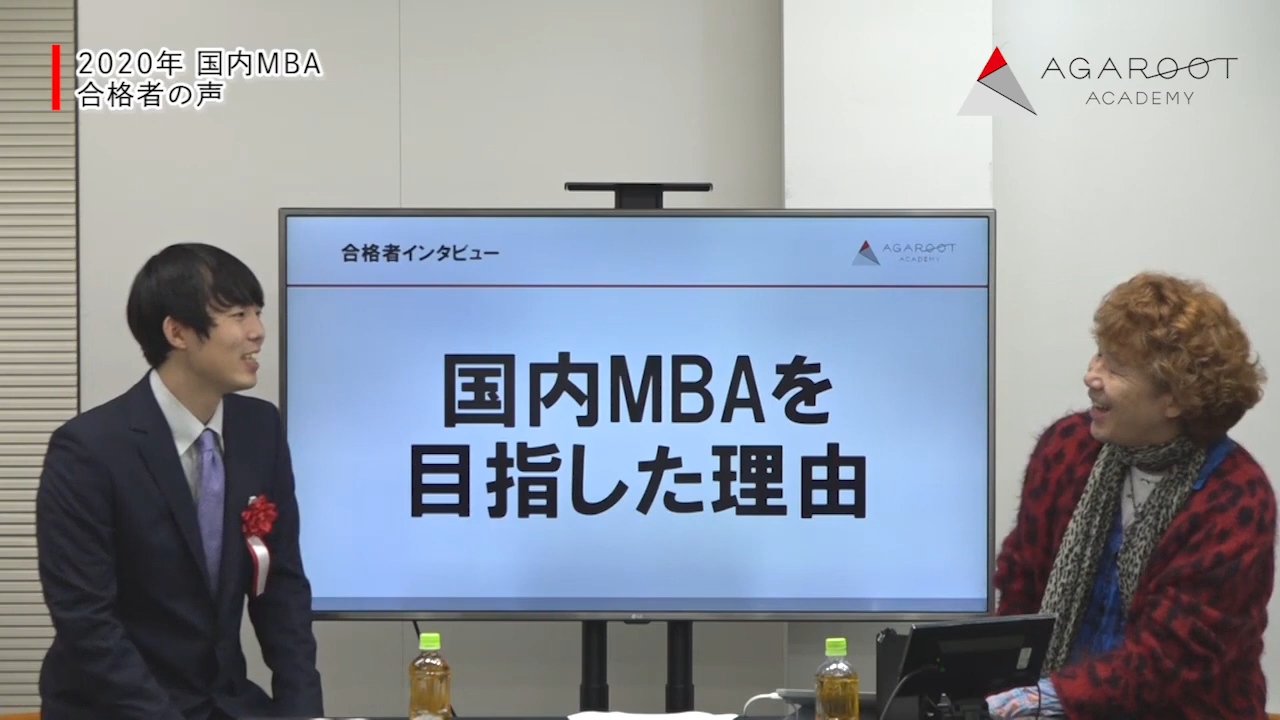 2020年 国内MBA
合格者の声
AGAROOT
ACADEMY
合格者インタビュー
AGAROOT
ACADEMY
国内MBAを
目指した理由
LG